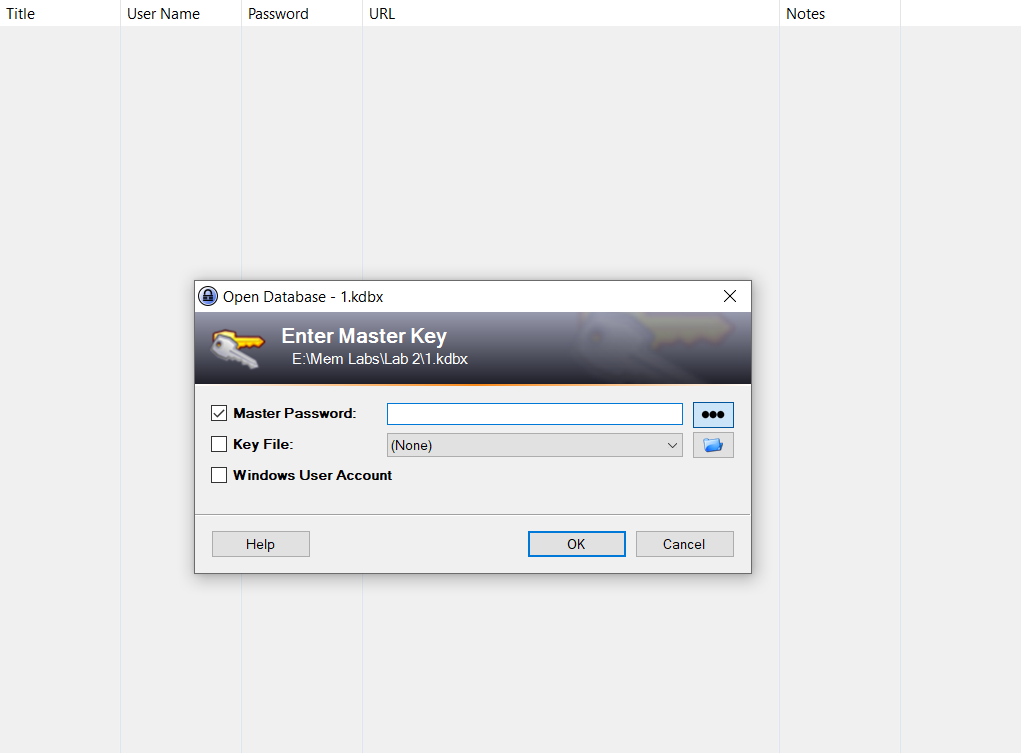 Title User Name Password URL Notes
Open Database - 1.kdbx
Enter Master Key
E:\Mem Labs\Lab 2\1.kdbx
Master Password:
Key File: (None)
Windows User Account
Help OK Cancel